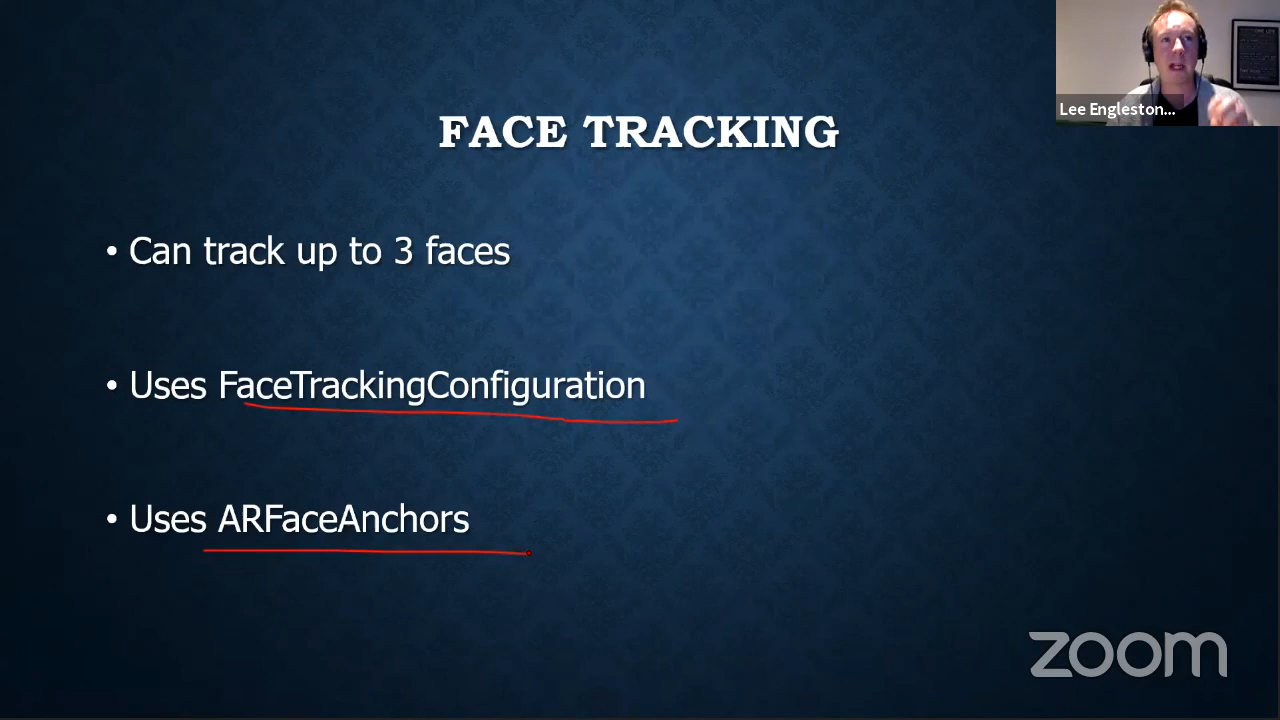 Lee Engleston...
FACE TRACKING
• Can track up to 3 faces
• Uses FaceTrackingConfiguration
• Uses ARFaceAnchors
zoom